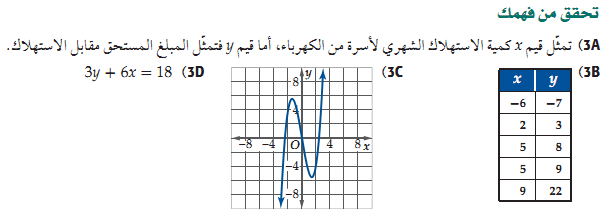 تحقق من فهمك
(3A تمثّل قيم x كمية الاستهلاك الشهري لأسرة من الكهرباء، أما قيم y فتمثّل المبلغ المستحق مقابل الاستهلاك.
(3B
x y
−6 −7
2 3
5 8
5 9
9 22
(3C
8 y
4
−8 −4 O 4 8 x
−4
−8
3y + 6x = 18 (3D